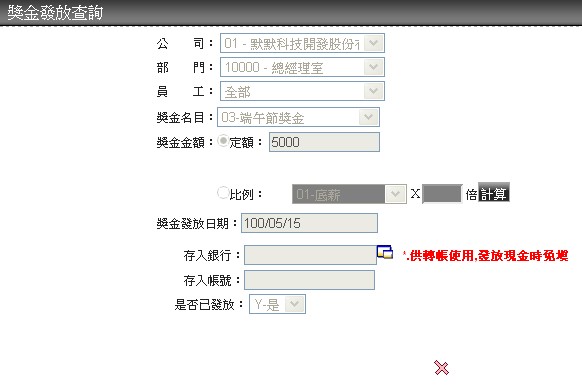 獎金發放查詢
公 司： 01 - 默默科技開發股份
部 門： 10000 - 總經理室
員 工： 全部
獎金名目： 03-端午節獎金
獎金金額： 定額： 5000
比例： 01-底薪 X 倍 計算
獎金發放日期： 100/05/15
存入銀行： *.供轉帳使用,發放現金時免填
存入帳號：
是否已發放： Y-是